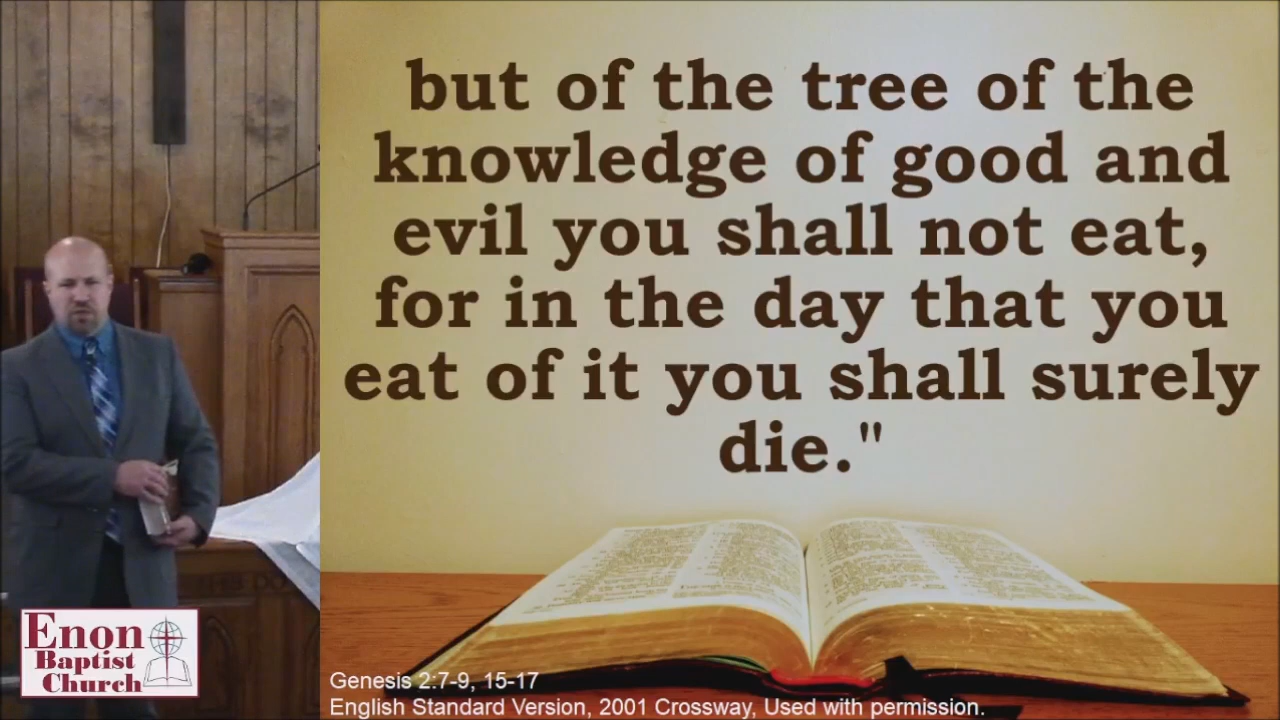 but of the tree of the
knowledge of good and
evil you shall not eat,
for in the day that you
eat of it you shall surely
die."
Enon
Baptist
Church
Genesis 2:7-9, 15-17
English Standard Version, 2001 Crossway, Used with permission.